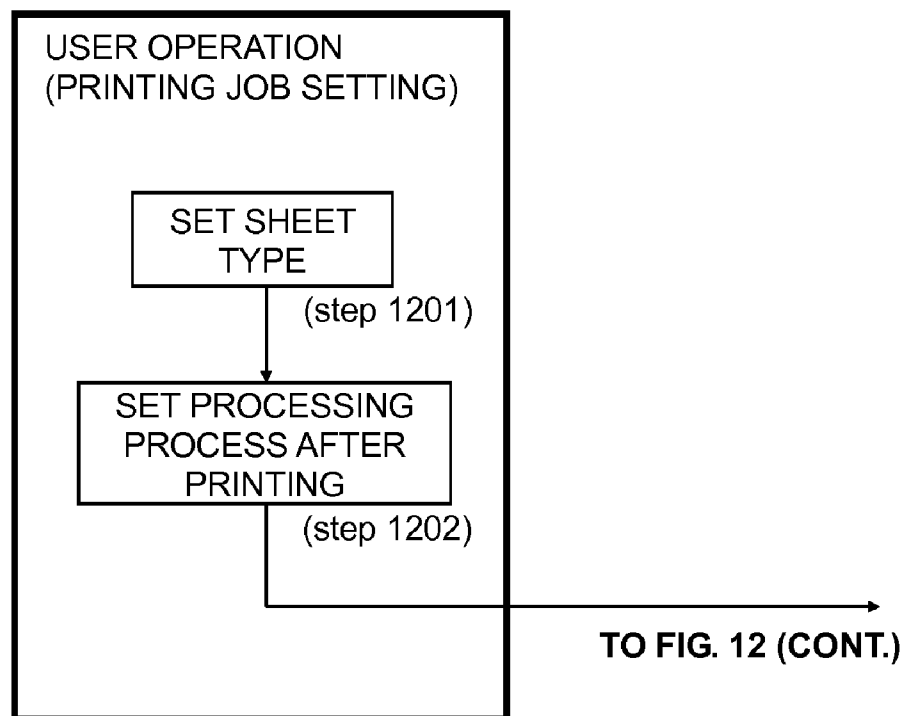 USER OPERATION
(PRINTING JOB SETTING)
SET SHEET
TYPE
(step 1201)
SET PROCESSING
PROCESS AFTER
PRINTING
(step 1202)
TO FIG. 12 (CONT.)